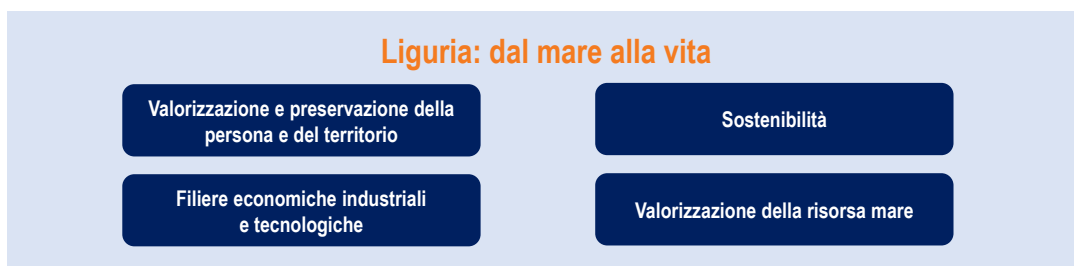 Liguria: dal mare alla vita
Valorizzazione e preservazione della
persona e del territorio
Sostenibilità
Filiere economiche industriali
e tecnologiche
Valorizzazione della risorsa mare